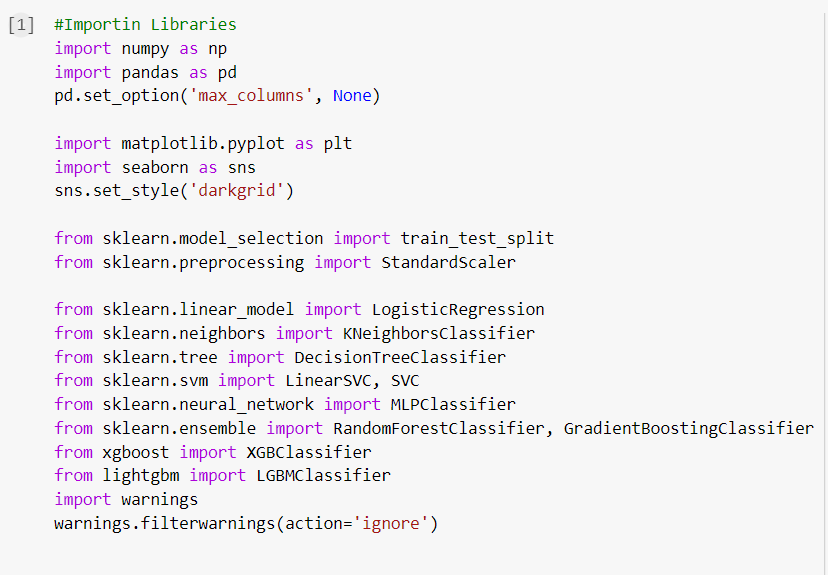 [1] #Importin Libraries
import numpy as np
import pandas as pd
pd.set_option('max_columns', None)
import matplotlib.pyplot as plt
import seaborn as sns
sns.set_style('darkgrid')
from sklearn.model_selection import train_test_split
from sklearn.preprocessing import StandardScaler
from sklearn.linear_model import LogisticRegression
from sklearn.neighbors import KNeighborsClassifier
from sklearn.tree import DecisionTreeClassifier
from sklearn.svm import LinearSVC, SVC
from sklearn.neural_network import MLPClassifier
from sklearn.ensemble import RandomForestClassifier, GradientBoostingClassifier
from xgboost import XGBClassifier
from lightgbm import LGBMClassifier
import warnings
warnings.filterwarnings(action='ignore')